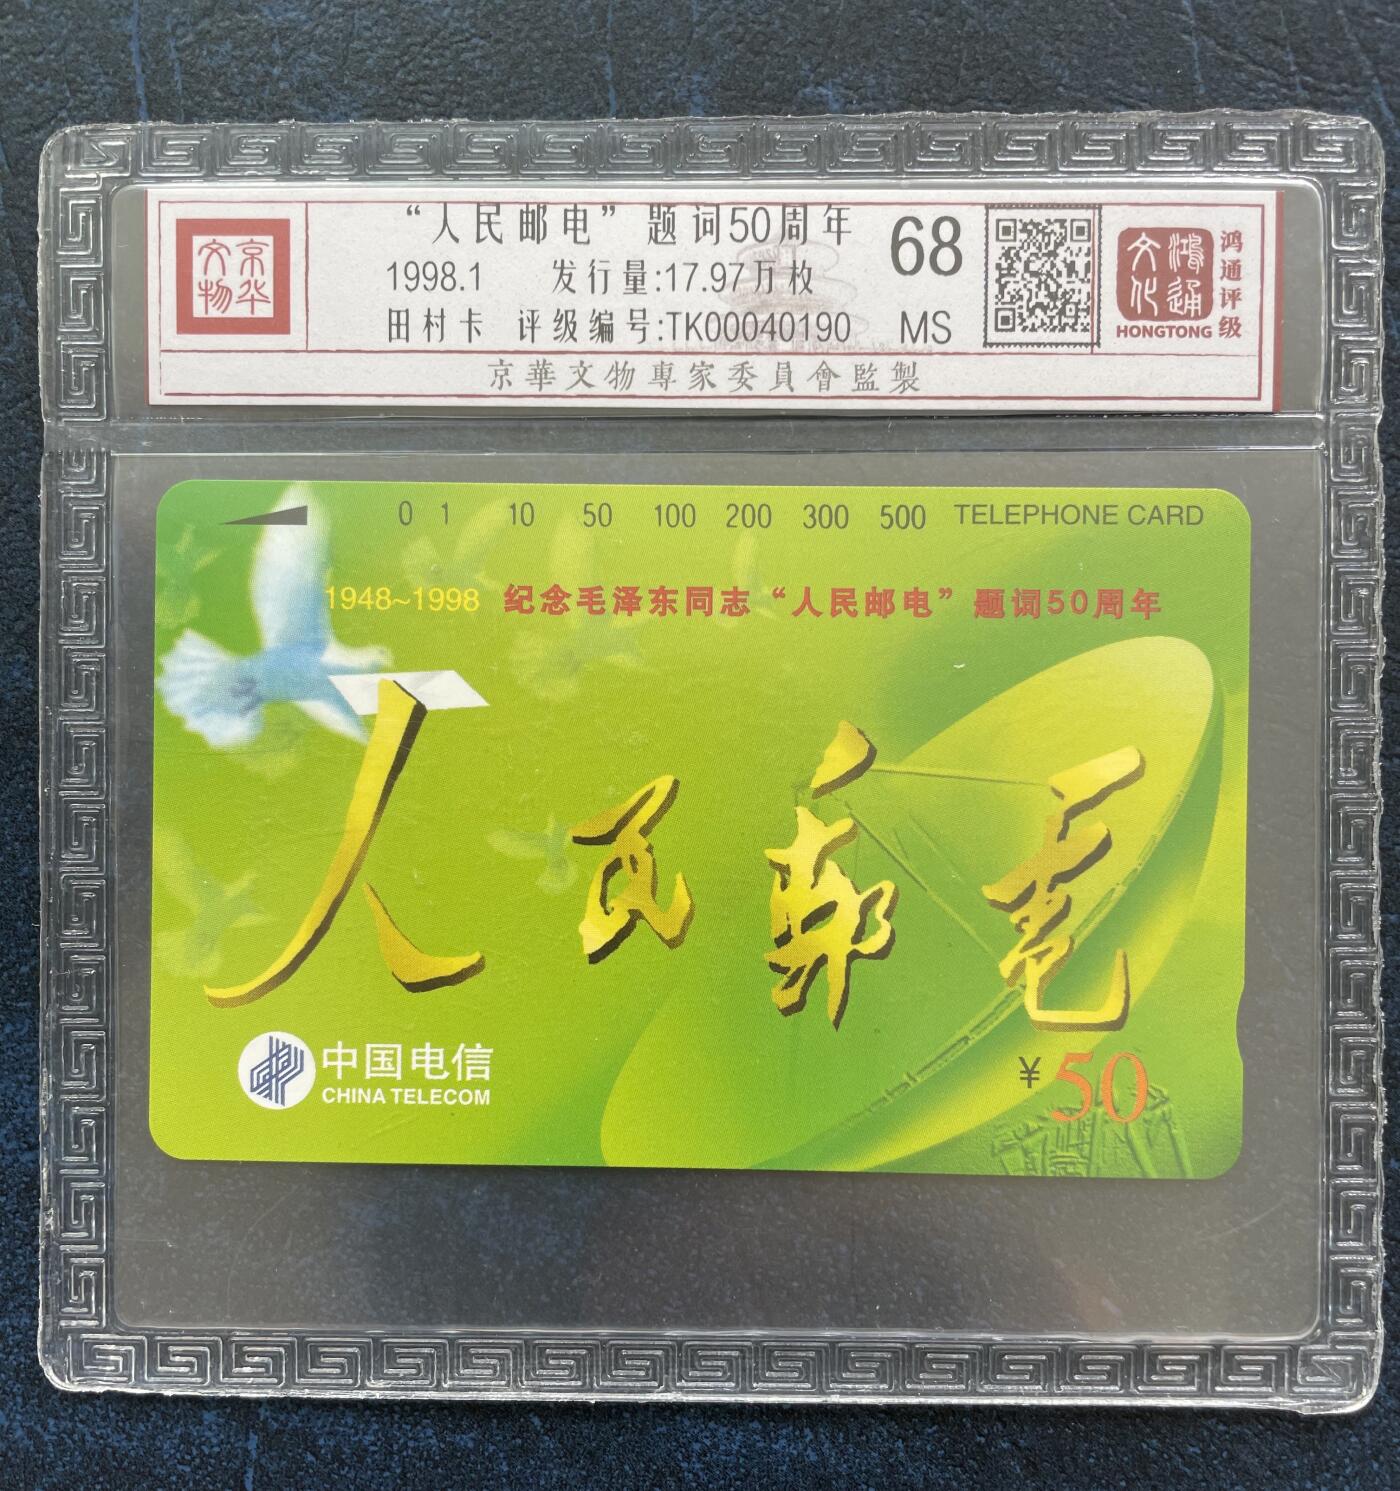 京华
文物
“人民邮电”题词50周年
1998.1 发行量:17.97万枚
田村卡 评级编号:TK00040190
68
MS
鸿通
文化
HONGTONG
鸿通评级
京華文物專家委員會監製
0 1 10 50 100 200 300 500 TELEPHONE CARD
1948~1998 纪念毛泽东同志“人民邮电”题词50周年
人民邮电
中国电信
CHINA TELECOM
¥50